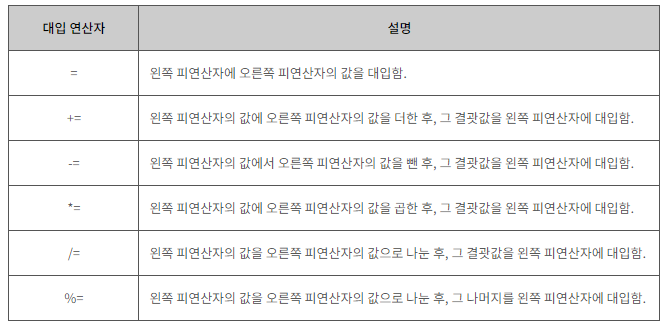 대입 연산자 설명
= 왼쪽 피연산자에 오른쪽 피연산자의 값을 대입함.
+= 왼쪽 피연산자의 값에 오른쪽 피연산자의 값을 더한 후, 그 결괏값을 왼쪽 피연산자에 대입함.
-= 왼쪽 피연산자의 값에서 오른쪽 피연산자의 값을 뺀 후, 그 결괏값을 왼쪽 피연산자에 대입함.
*= 왼쪽 피연산자의 값에 오른쪽 피연산자의 값을 곱한 후, 그 결괏값을 왼쪽 피연산자에 대입함.
/= 왼쪽 피연산자의 값을 오른쪽 피연산자의 값으로 나눈 후, 그 결괏값을 왼쪽 피연산자에 대입함.
%= 왼쪽 피연산자의 값을 오른쪽 피연산자의 값으로 나눈 후, 그 나머지를 왼쪽 피연산자에 대입함.